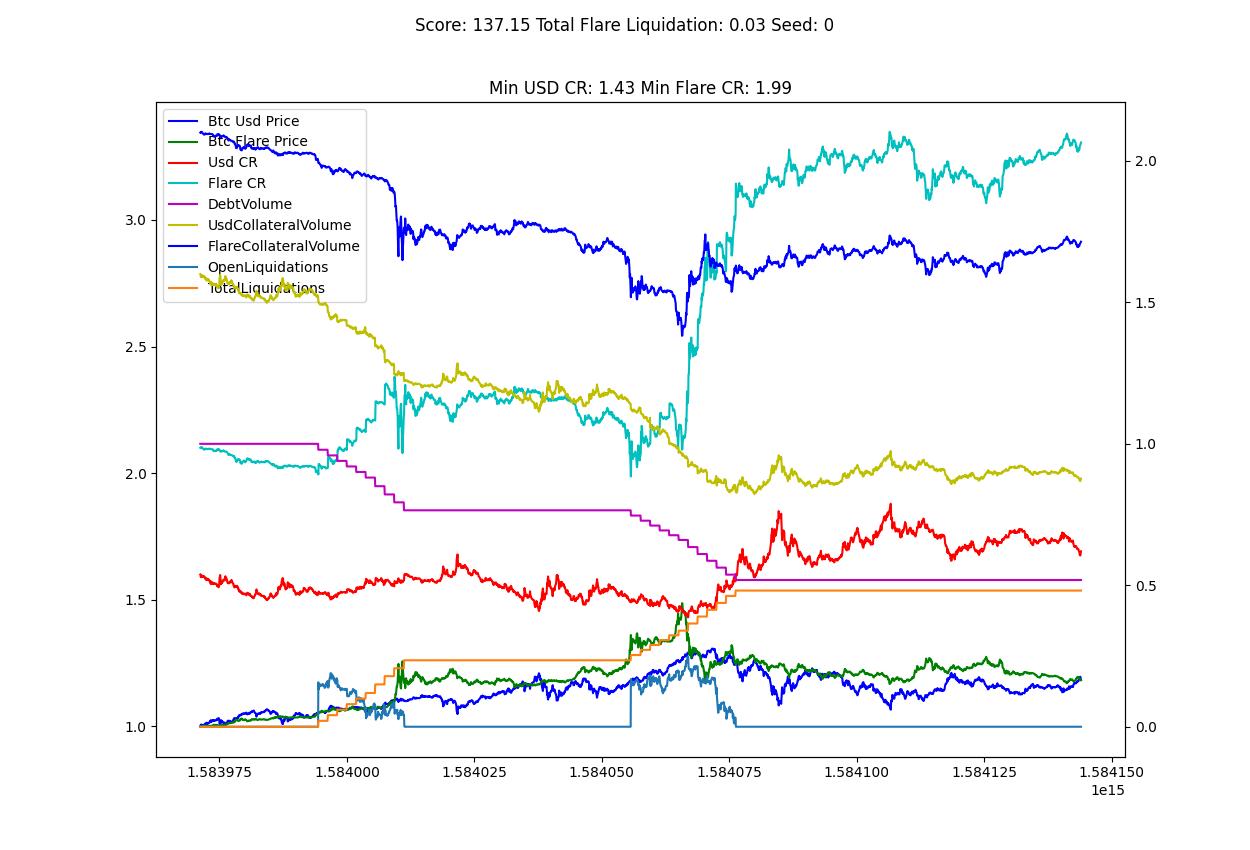 Score: 137.15 Total Flare Liquidation: 0.03 Seed: 0
Min USD CR: 1.43 Min Flare CR: 1.99
Btc Usd Price
Btc Flare Price
Usd CR
Flare CR
DebtVolume
UsdCollateralVolume
FlareCollateralVolume
OpenLiquidations
TotalLiquidations
3.0
2.5
2.0
1.5
1.0
2.0
1.5
1.0
0.5
0.0
1.583975 1.584000 1.584025 1.584050 1.584075 1.584100 1.584125 1.584150
1e15